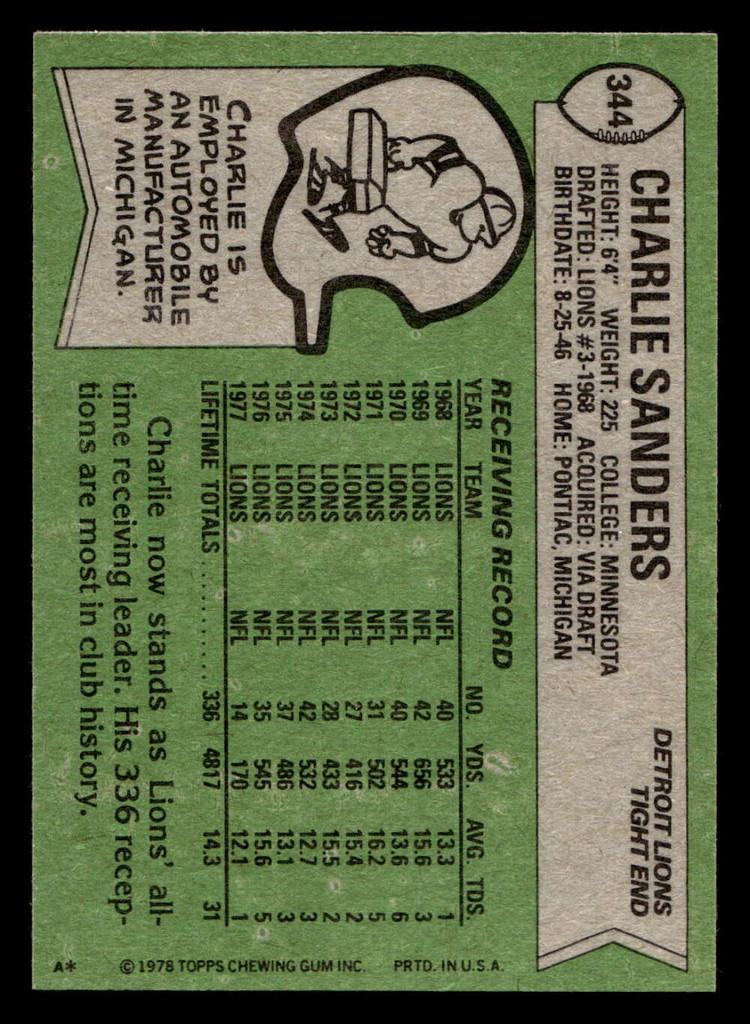 344
CHARLIE SANDERS
DETROIT LIONS
TIGHT END
HEIGHT: 6'4" WEIGHT: 225 COLLEGE: MINNESOTA
DRAFTED: LIONS #3-1968 ACQUIRED: VIA DRAFT
BIRTHDATE: 8-25-46 HOME: PONTIAC, MICHIGAN
CHARLIE IS
EMPLOYED BY
AN AUTOMOBILE
MANUFACTURER
IN MICHIGAN.
RECEIVING RECORD
YEAR TEAM NO. YDS. AVG. TDS.
1968 LIONS NFL 40 533 13.3 1
1969 LIONS NFL 42 656 15.6 3
1970 LIONS NFL 40 544 13.6 6
1971 LIONS NFL 31 502 16.2 5
1972 LIONS NFL 27 416 15.4 2
1973 LIONS NFL 28 433 15.5 2
1974 LIONS NFL 42 532 12.7 3
1975 LIONS NFL 37 486 13.1 3
1976 LIONS NFL 35 545 15.6 5
1977 LIONS NFL 14 170 12.1 1
LIFETIME TOTALS........... 336 4817 14.3 31
Charlie now stands as Lions' all-
time receiving leader. His 336 recep-
tions are most in club history.
A* © 1978 TOPPS CHEWING GUM INC. PRTD. IN U.S.A.